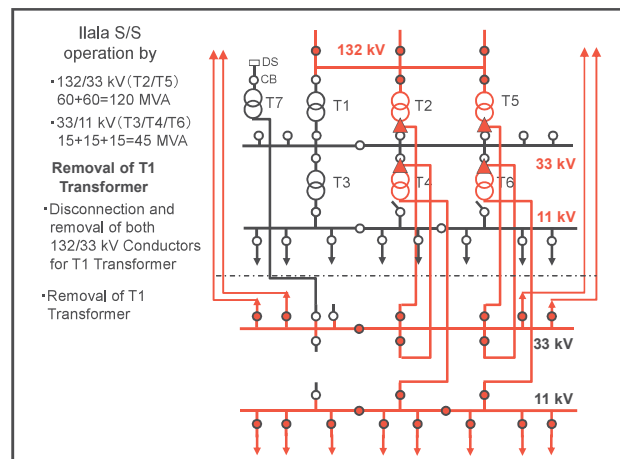 Ilala S/S
operation by
・132/33 kV(T2/T5)
60+60=120 MVA
・33/11 kV(T3/T4/T6)
15+15+15=45 MVA
Removal of T1
Transformer
・Disconnection and
removal of both
132/33 kV Conductors
for T1 Transformer
・Removal of T1
Transformer
132 kV
DS
CB
T7
T1
T2
T5
33 kV
T3
T4
T6
11 kV
33 kV
11 kV